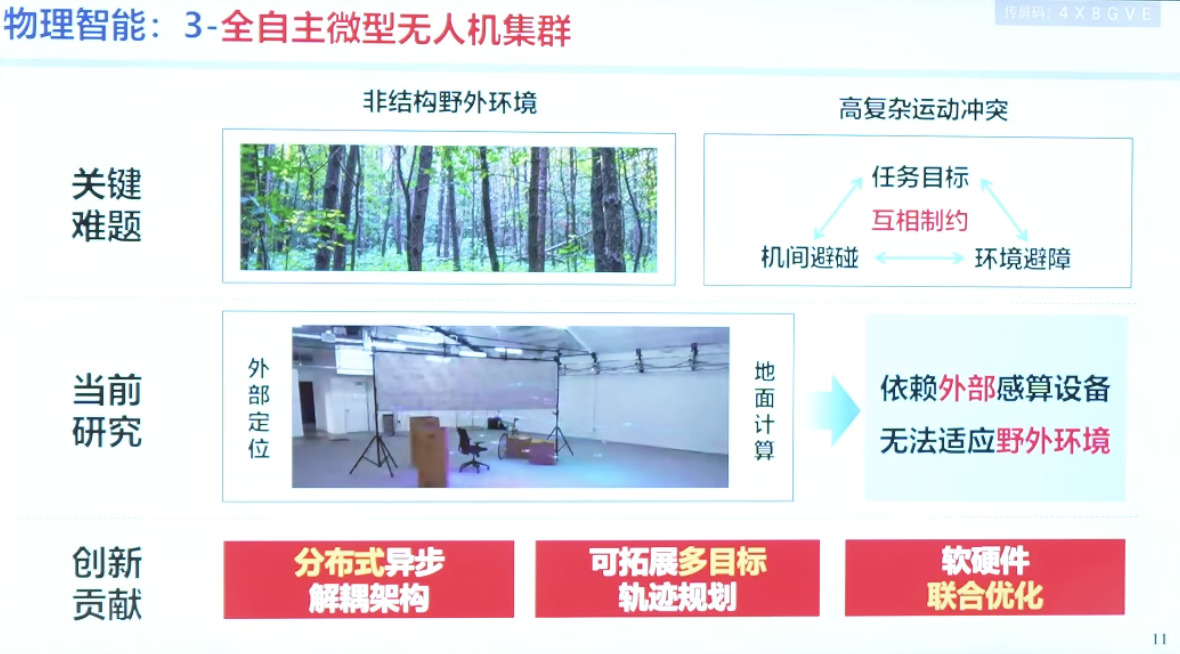 物理智能：3-全自主微型无人机集群
传屏码：4X8GVE
非结构野外环境
高复杂运动冲突
关键
难题
任务目标
互相制约
机间避碰
环境避障
当前
研究
外部定位
地面计算
依赖外部感算设备
无法适应野外环境
创新
贡献
分布式异步
解耦架构
可拓展多目标
轨迹规划
软硬件
联合优化
11